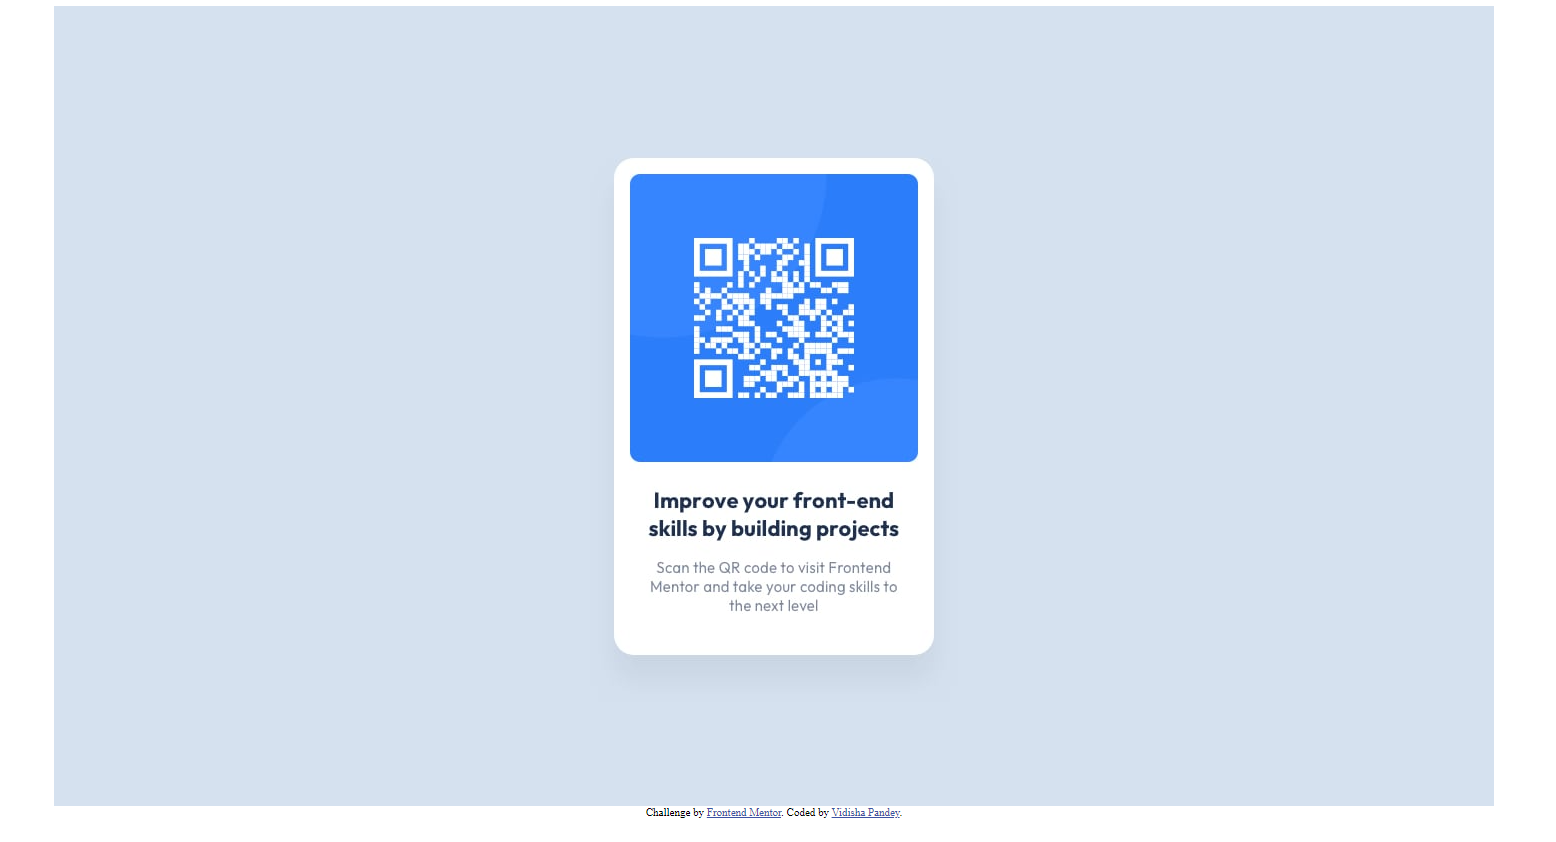 Improve your front-end
skills by building projects
Scan the QR code to visit Frontend
Mentor and take your coding skills to
the next level
Challenge by Frontend Mentor. Coded by Vidisha Pandey.